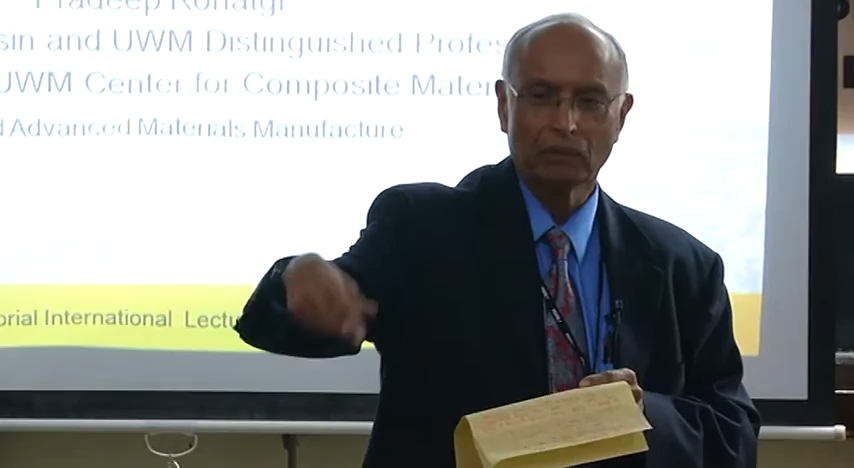 Pradeep Rohatgi
sin and UWM Distinguished Profes
UWM Center for Composite Mater
d Advanced Materials Manufacture
orial International Lectu